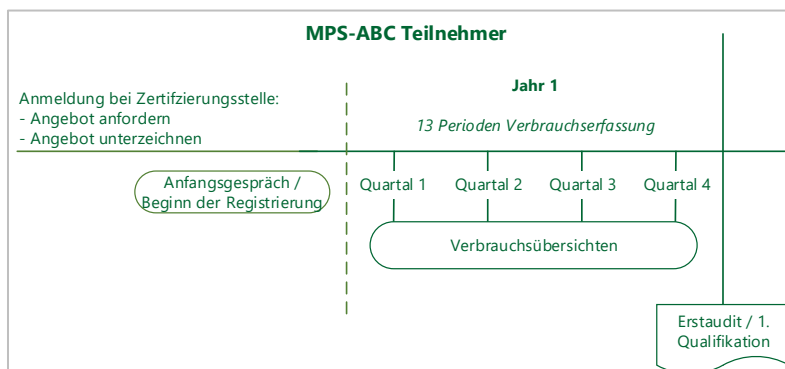 MPS-ABC Teilnehmer
Jahr 1
Anmeldung bei Zertifzierungsstelle:
- Angebot anfordern
- Angebot unterzeichnen
13 Perioden Verbrauchserfassung
Anfangsgespräch /
Beginn der Registrierung
Quartal 1
Quartal 2
Quartal 3
Quartal 4
Verbrauchsübersichten
Erstaudit / 1.
Qualifikation